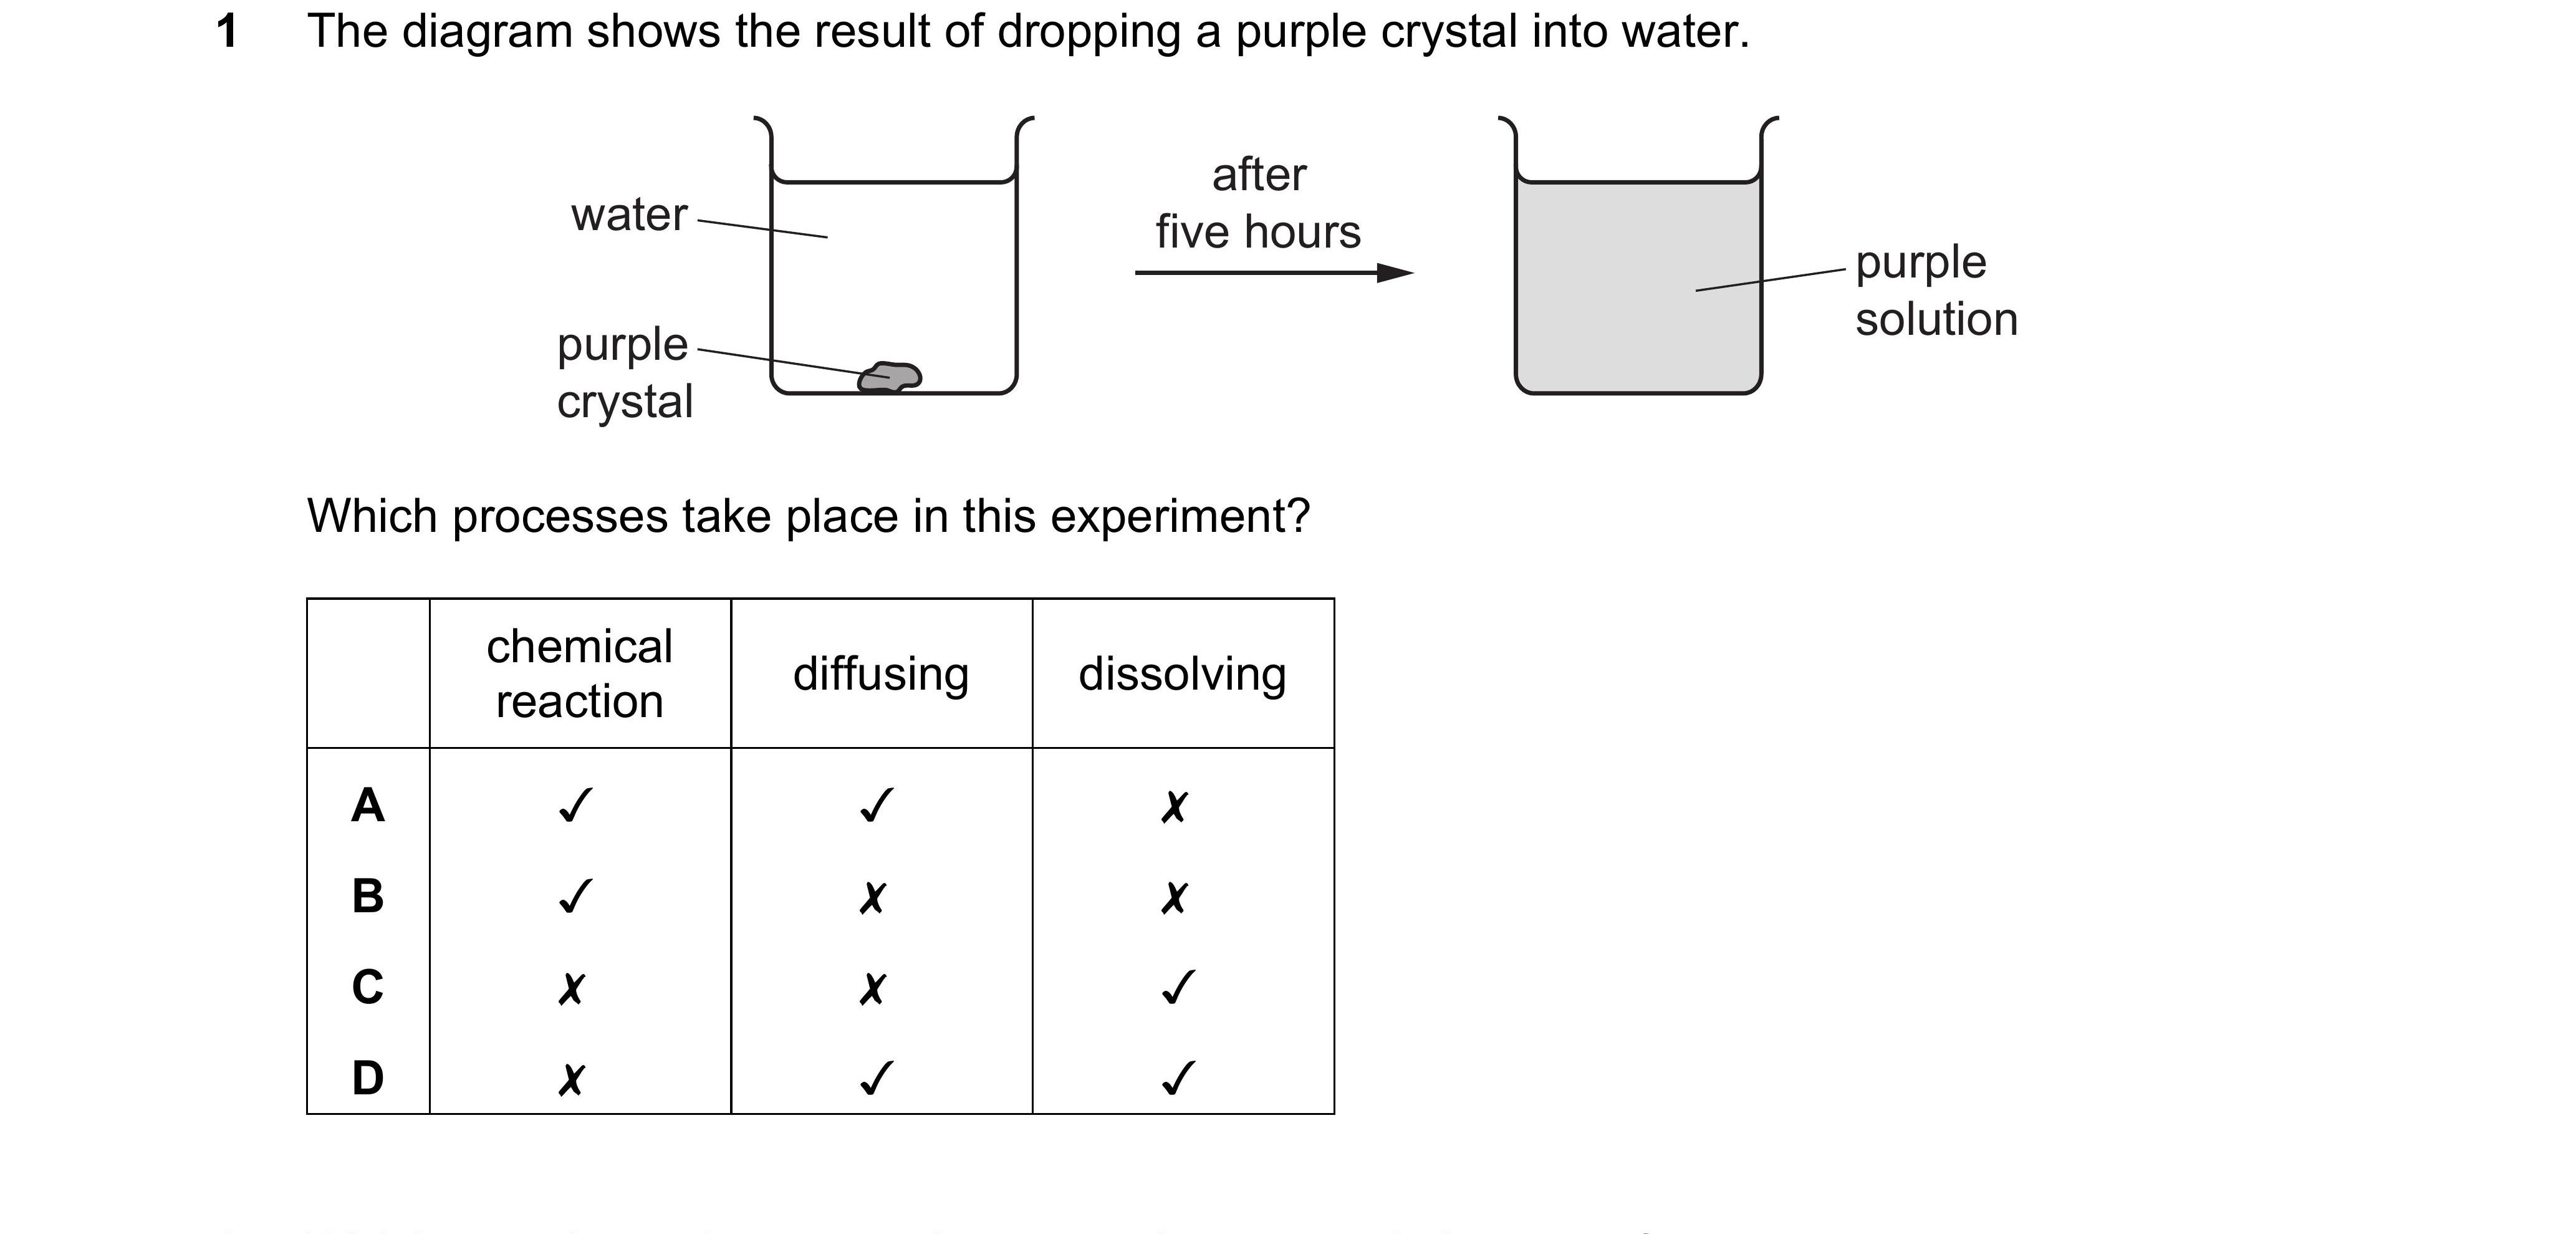 1 The diagram shows the result of dropping a purple crystal into water.
water
purple
crystal
after
five hours
purple
solution
Which processes take place in this experiment?
chemical
reaction
diffusing
dissolving
A ✓ ✓ ✗
B ✓ ✗ ✗
C ✗ ✗ ✓
D ✗ ✓ ✓